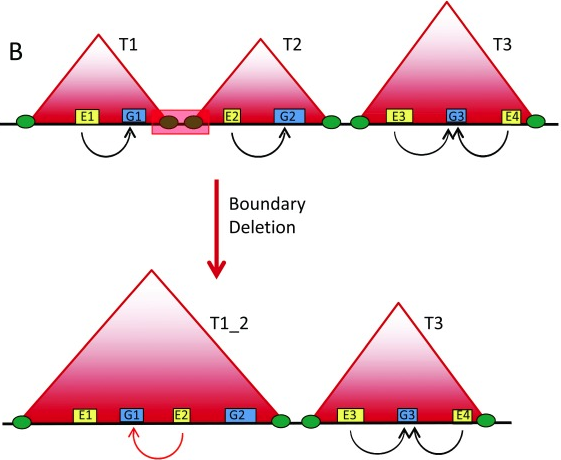 B
T1
T2
T3
E1
G1
E2
G2
E3
G3
E4
Boundary
Deletion
T1_2
T3
E1
G1
E2
G2
E3
G3
E4